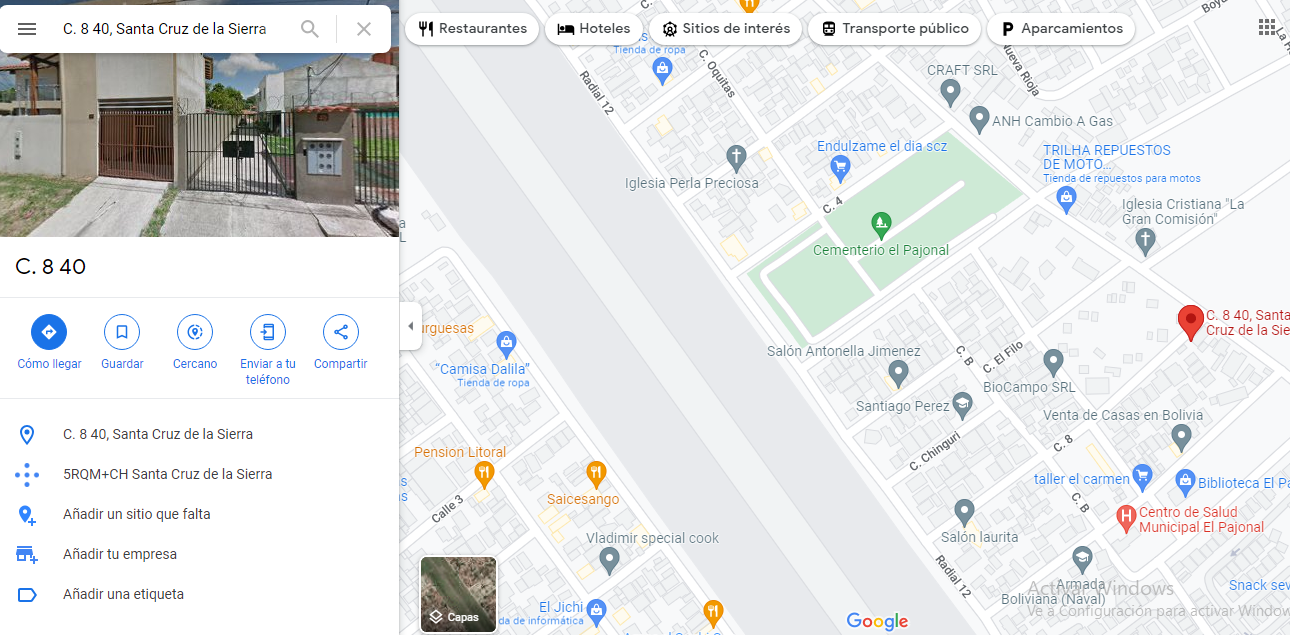 C. 8 40, Santa Cruz de la Sierra
Restaurantes
Hoteles
Sitios de interés
Transporte público
Aparcamientos
C. 8 40
Cómo llegar
Guardar
Cercano
Enviar a tu
teléfono
Compartir
C. 8 40, Santa Cruz de la Sierra
5RQM+CH Santa Cruz de la Sierra
Añadir un sitio que falta
Añadir tu empresa
Añadir una etiqueta
Tienda de ropa
Radial 12
C. Oquitas
Nueva Rioja
CRAFT SRL
ANH Cambio A Gas
Endulzame el dia scz
TRILHA REPUESTOS
DE MOTO...
Tienda de repuestos para motos
Iglesia Perla Preciosa
C. 4
Iglesia Cristiana "La
Gran Comisión"
Cementerio el Pajonal
C. 8 40, Santa
Cruz de la Sie
urguesas
"Camisa Dalila"
Tienda de ropa
Salón Antonella Jimenez
C. B
C. El Filo
BioCampo SRL
Santiago Perez
Venta de Casas en Bolivia
C. Chinguri
C. 8
Pension Litoral
Saicesango
Calle 3
taller el carmen
Biblioteca El Pa
C. B
Centro de Salud
Municipal El Pajonal
Salón laurita
Vladimir special cook
Radial 12
Armada
Boliviana (Naval)
Snack sev
Activar Windows
Ve a Configuración para activar Window
El Jichi
da de informática
Capas
Google